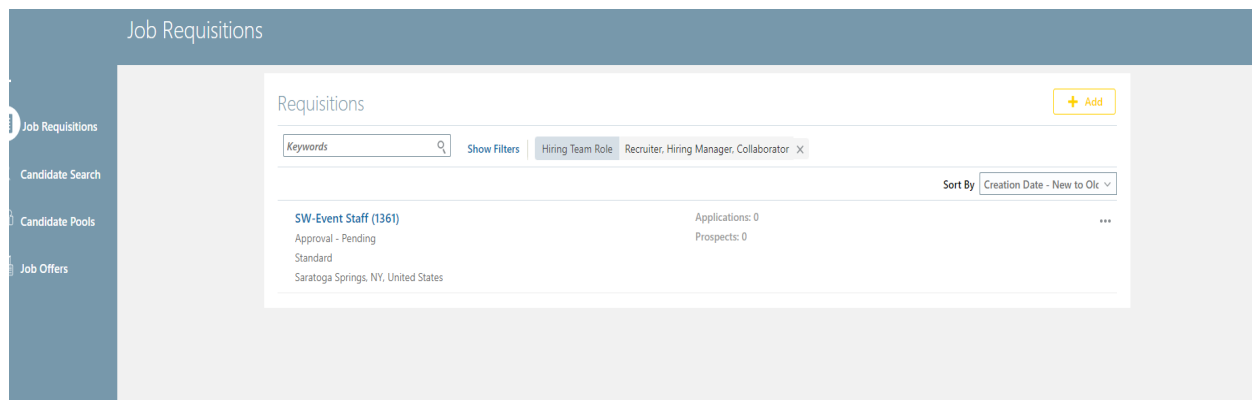 Job Requisitions
Job Requisitions
Candidate Search
Candidate Pools
Job Offers
Requisitions
+ Add
Keywords
Show Filters
Hiring Team Role Recruiter, Hiring Manager, Collaborator X
Sort By Creation Date - New to Olc
SW-Event Staff (1361)
Applications: 0
Approval - Pending
Prospects: 0
Standard
Saratoga Springs, NY, United States